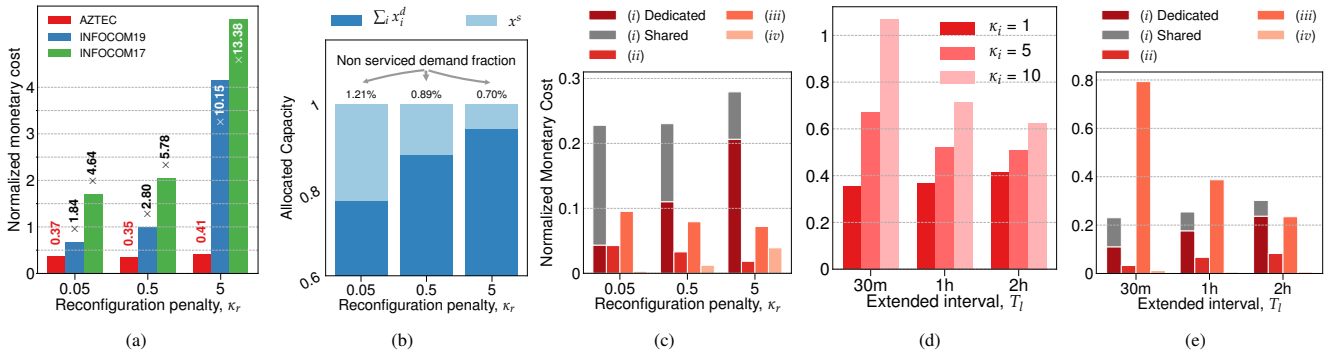 AZTEC
INFOCOM19
INFOCOM17
Normalized monetary cost
4
3
2
1
0
0.37
× 1.84
× 4.64
0.35
× 2.80
× 5.78
0.41
× 10.15
× 13.38
0.05
0.5
5
Reconfiguration penalty, κr
(a)
∑i xi^d
x^s
Non serviced demand fraction
1.21%
0.89%
0.70%
Allocated Capacity
1
0.8
0.6
0.05
0.5
5
Reconfiguration penalty, κr
(b)
(i) Dedicated
(i) Shared
(ii)
(iii)
(iv)
Normalized Monetary Cost
0.3
0.2
0.1
0
0.05
0.5
5
Reconfiguration penalty, κr
(c)
κi = 1
κi = 5
κi = 10
1
0.8
0.6
0.4
0.2
0
30m
1h
2h
Extended interval, Tl
(d)
(i) Dedicated
(i) Shared
(ii)
(iii)
(iv)
0.8
0.6
0.4
0.2
0
30m
1h
2h
Extended interval, Tl
(e)